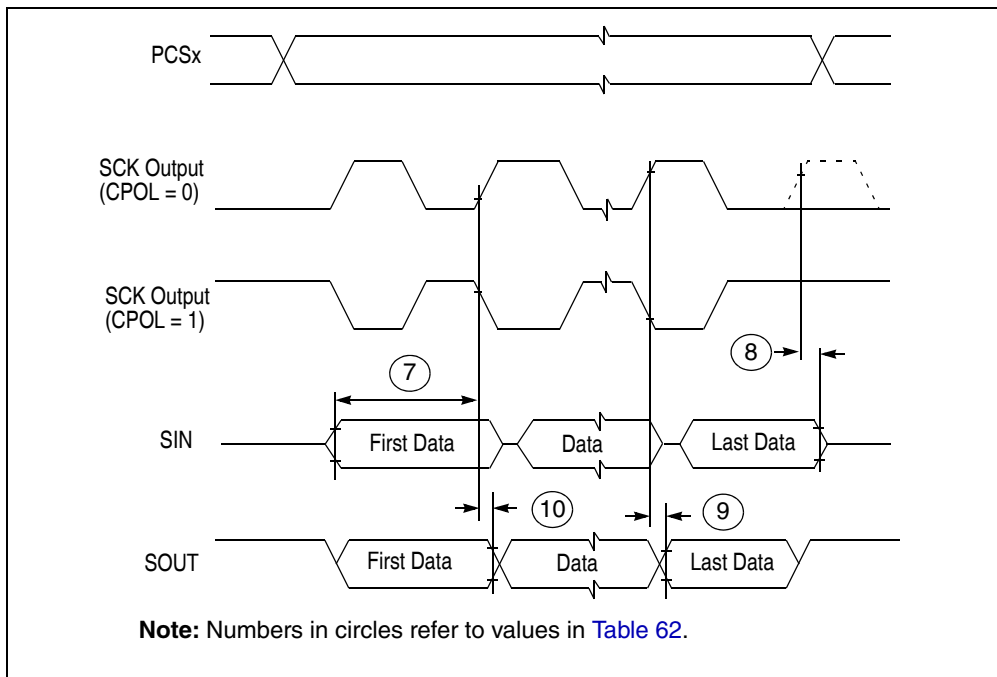 PCSx
SCK Output
(CPOL = 0)
SCK Output
(CPOL = 1)
8
7
SIN
First Data
Data
Last Data
10
9
SOUT
First Data
Data
Last Data
Note: Numbers in circles refer to values in Table 62.